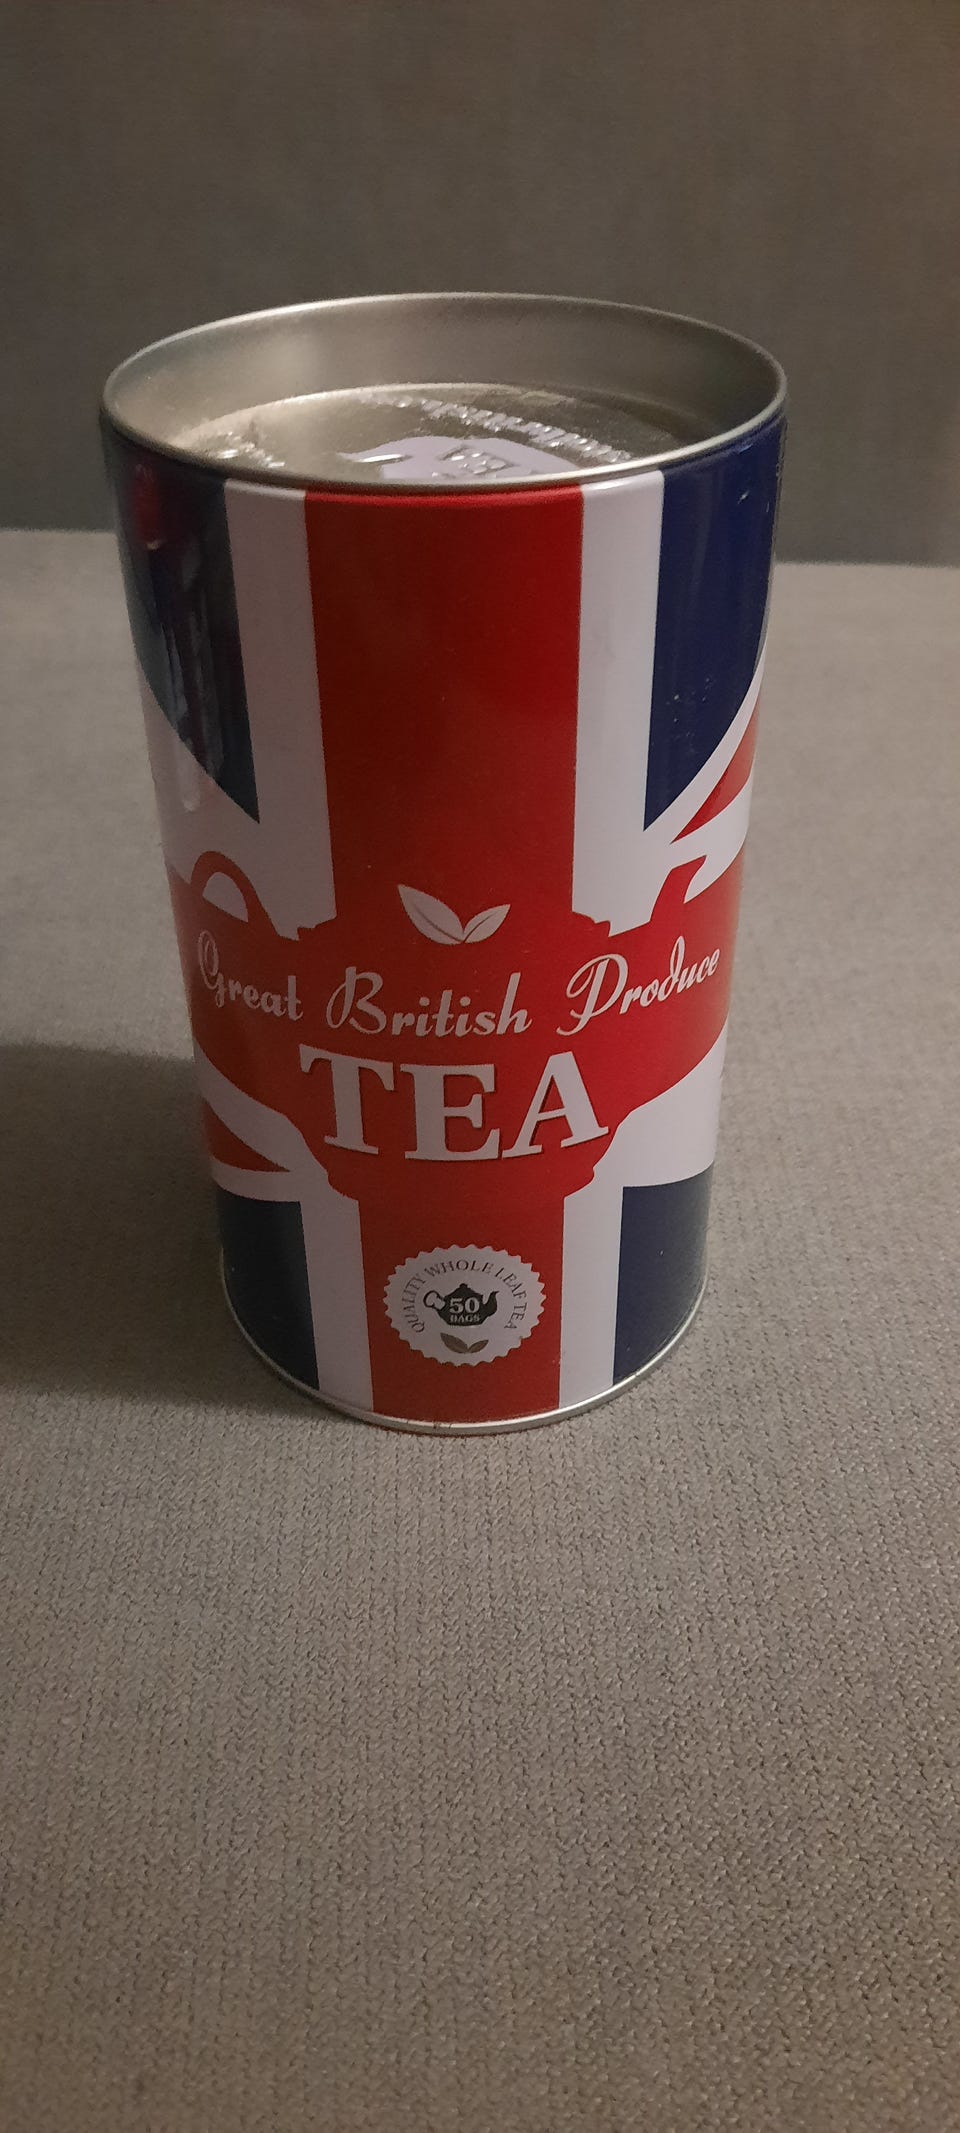 Great British Produce
TEA
QUALITY WHOLE LEAF TEA
50
BAGS